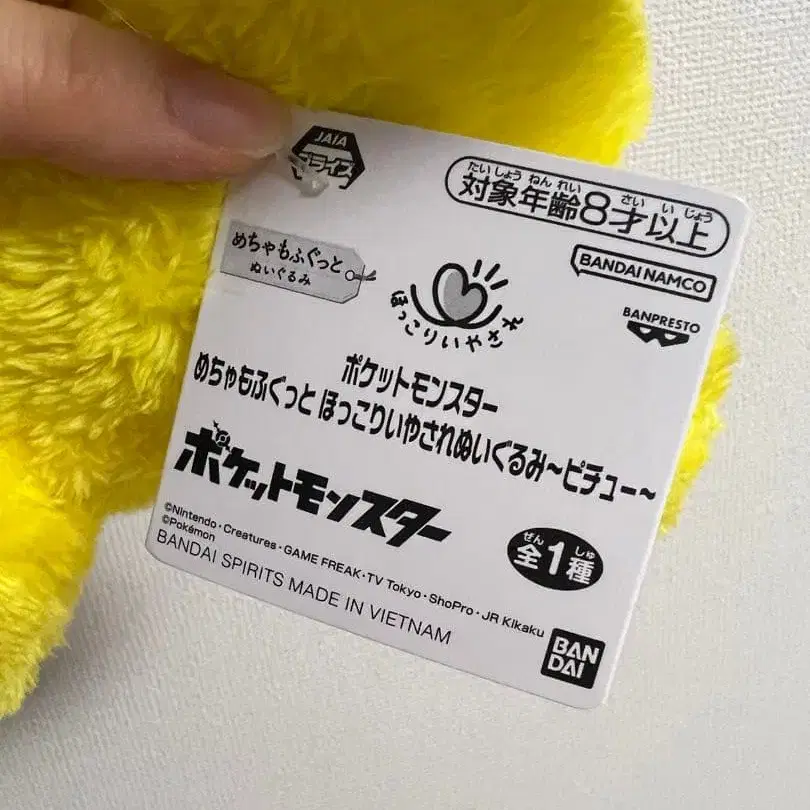 JAIA
プライズ
たいしょう ねん れい さい い じょう
対象年齢8才以上
めちゃもふぐっと
ぬいぐるみ
BANDAI NAMCO
ほっこりいやされ
BANPRESTO
ポケットモンスター
めちゃもふぐっと ほっこりいやされぬいぐるみ～ピチュー～
ポケットモンスター
ぜん しゅ
全1種
©Nintendo・Creatures・GAME FREAK・TV Tokyo・ShoPro・JR Kikaku
©Pokémon
BANDAI SPIRITS MADE IN VIETNAM
BAN
DAI